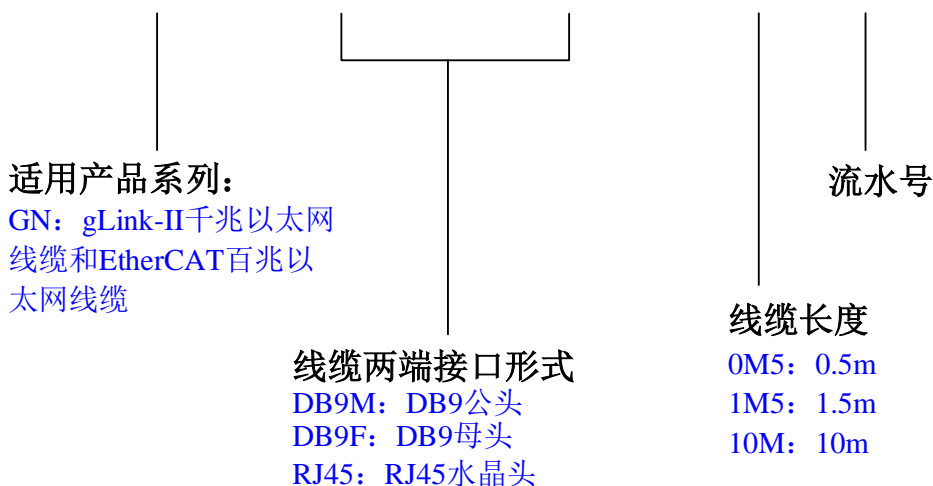 适用产品系列：
GN：gLink-II千兆以太网
线缆和EtherCAT百兆以
太网线缆
线缆两端接口形式
DB9M：DB9公头
DB9F：DB9母头
RJ45：RJ45水晶头
线缆长度
0M5：0.5m
1M5：1.5m
10M：10m
流水号